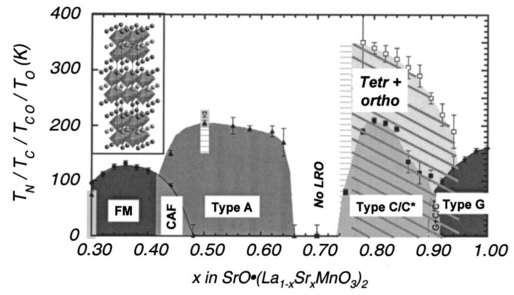 T_N / T_C / T_CO / T_O (K)
400
300
200
100
0
Tetr +
ortho
No LRO
FM
CAF
Type A
Type C/C*
G+C/C*
Type G
0.30
0.40
0.50
0.60
0.70
0.80
0.90
1.00
x in SrO•(La1-xSrxMnO3)2